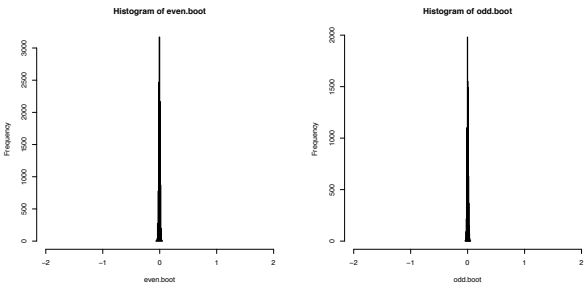 Histogram of even.boot
Frequency
3000
2500
2000
1500
1000
500
0
−2 −1 0 1 2
even.boot
Histogram of odd.boot
Frequency
2000
1500
1000
500
0
−2 −1 0 1 2
odd.boot